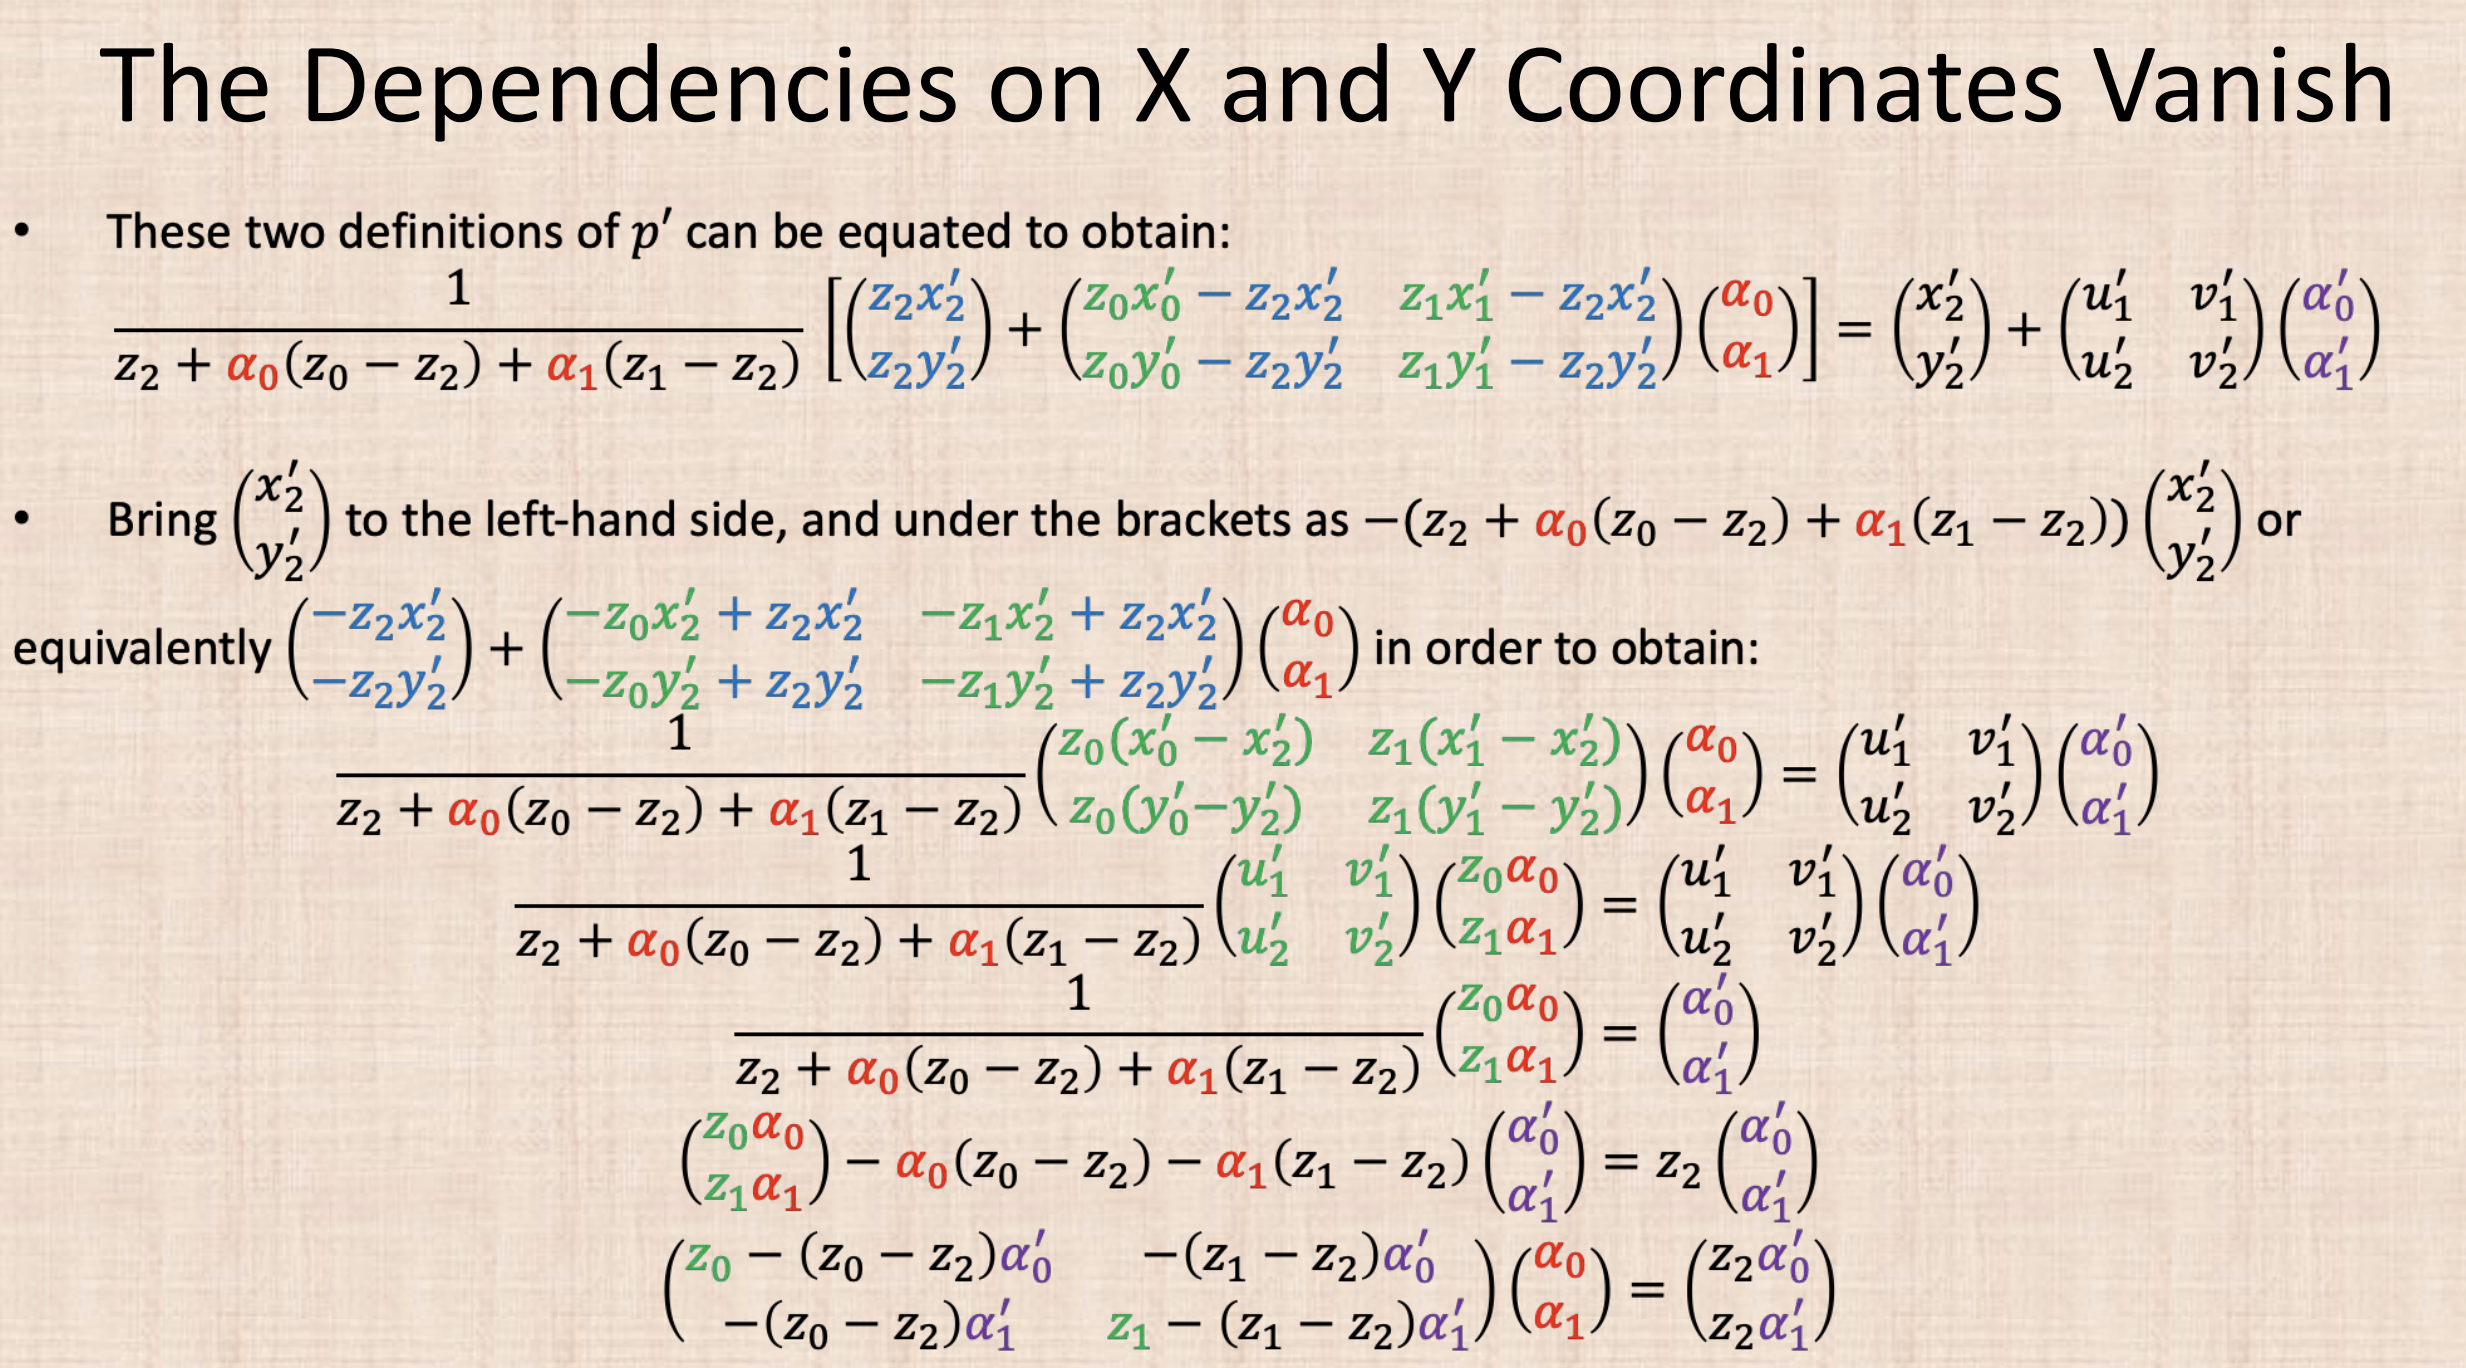 The Dependencies on X and Y Coordinates Vanish
• These two definitions of $p'$ can be equated to obtain:
$\frac{1}{z_2 + \alpha_0(z_0 - z_2) + \alpha_1(z_1 - z_2)} \left[ \begin{pmatrix} z_2x_2' \\ z_2y_2' \end{pmatrix} + \begin{pmatrix} z_0x_0' - z_2x_2' & z_1x_1' - z_2x_2' \\ z_0y_0' - z_2y_2' & z_1y_1' - z_2y_2' \end{pmatrix} \begin{pmatrix} \alpha_0 \\ \alpha_1 \end{pmatrix} \right] = \begin{pmatrix} x_2' \\ y_2' \end{pmatrix} + \begin{pmatrix} u_1' & v_1' \\ u_2' & v_2' \end{pmatrix} \begin{pmatrix} \alpha_0' \\ \alpha_1' \end{pmatrix}$
• Bring $\begin{pmatrix} x_2' \\ y_2' \end{pmatrix}$ to the left-hand side, and under the brackets as $-(z_2 + \alpha_0(z_0 - z_2) + \alpha_1(z_1 - z_2)) \begin{pmatrix} x_2' \\ y_2' \end{pmatrix}$ or
equivalently $\begin{pmatrix} -z_2x_2' \\ -z_2y_2' \end{pmatrix} + \begin{pmatrix} -z_0x_2' + z_2x_2' & -z_1x_2' + z_2x_2' \\ -z_0y_2' + z_2y_2' & -z_1y_2' + z_2y_2' \end{pmatrix} \begin{pmatrix} \alpha_0 \\ \alpha_1 \end{pmatrix}$ in order to obtain:
$\frac{1}{z_2 + \alpha_0(z_0 - z_2) + \alpha_1(z_1 - z_2)} \begin{pmatrix} z_0(x_0' - x_2') & z_1(x_1' - x_2') \\ z_0(y_0' - y_2') & z_1(y_1' - y_2') \end{pmatrix} \begin{pmatrix} \alpha_0 \\ \alpha_1 \end{pmatrix} = \begin{pmatrix} u_1' & v_1' \\ u_2' & v_2' \end{pmatrix} \begin{pmatrix} \alpha_0' \\ \alpha_1' \end{pmatrix}$
$\frac{1}{z_2 + \alpha_0(z_0 - z_2) + \alpha_1(z_1 - z_2)} \begin{pmatrix} u_1' & v_1' \\ u_2' & v_2' \end{pmatrix} \begin{pmatrix} z_0\alpha_0 \\ z_1\alpha_1 \end{pmatrix} = \begin{pmatrix} u_1' & v_1' \\ u_2' & v_2' \end{pmatrix} \begin{pmatrix} \alpha_0' \\ \alpha_1' \end{pmatrix}$
$\frac{1}{z_2 + \alpha_0(z_0 - z_2) + \alpha_1(z_1 - z_2)} \begin{pmatrix} z_0\alpha_0 \\ z_1\alpha_1 \end{pmatrix} = \begin{pmatrix} \alpha_0' \\ \alpha_1' \end{pmatrix}$
$\begin{pmatrix} z_0\alpha_0 \\ z_1\alpha_1 \end{pmatrix} - \alpha_0(z_0 - z_2) - \alpha_1(z_1 - z_2) \begin{pmatrix} \alpha_0' \\ \alpha_1' \end{pmatrix} = z_2 \begin{pmatrix} \alpha_0' \\ \alpha_1' \end{pmatrix}$
$\begin{pmatrix} z_0 - (z_0 - z_2)\alpha_0' & -(z_1 - z_2)\alpha_0' \\ -(z_0 - z_2)\alpha_1' & z_1 - (z_1 - z_2)\alpha_1' \end{pmatrix} \begin{pmatrix} \alpha_0 \\ \alpha_1 \end{pmatrix} = \begin{pmatrix} z_2\alpha_0' \\ z_2\alpha_1' \end{pmatrix}$